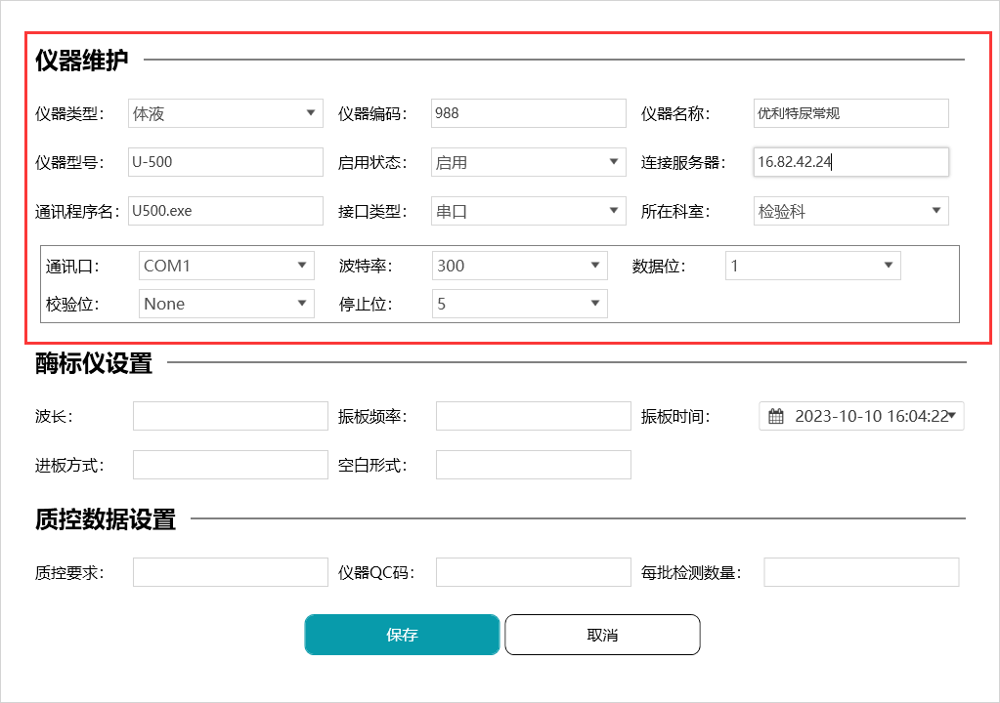 仪器维护
仪器类型： 体液 仪器编码： 988 仪器名称： 优利特尿常规
仪器型号： U-500 启用状态： 启用 连接服务器： 16.82.42.24
通讯程序名： U500.exe 接口类型： 串口 所在科室： 检验科
通讯口： COM1 波特率： 300 数据位： 1
校验位： None 停止位： 5
酶标仪设置
波长： 振板频率： 振板时间： 2023-10-10 16:04:22
进板方式： 空白形式：
质控数据设置
质控要求： 仪器QC码： 每批检测数量：
保存 取消